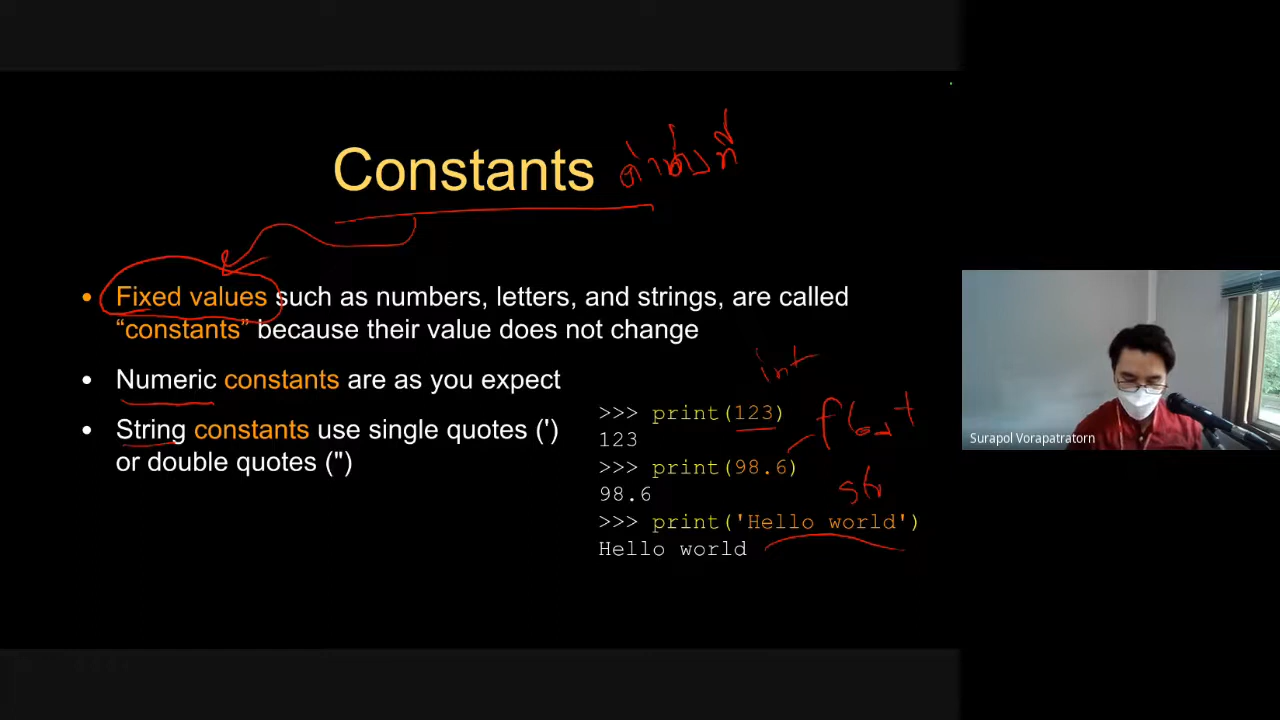 Constants ค่าคงที่
• Fixed values such as numbers, letters, and strings, are called
“constants” because their value does not change
• Numeric constants are as you expect
• String constants use single quotes (')
or double quotes (")
int
>>> print(123)
float
123
>>> print(98.6)
98.6
str
>>> print('Hello world')
Hello world
Surapol Vorapatratorn